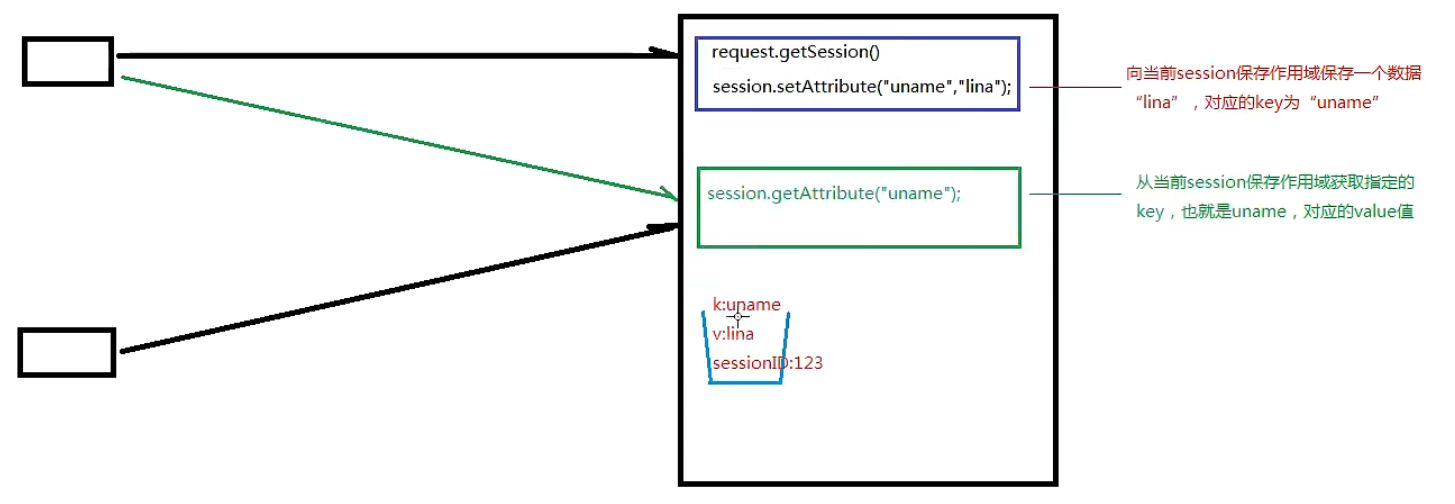 request.getSession()
session.setAttribute("uname","lina");
向当前session保存作用域保存一个数据
“lina”，对应的key为“uname”
session.getAttribute("uname");
从当前session保存作用域获取指定的
key，也就是uname，对应的value值
k:uname
v:lina
sessionID:123